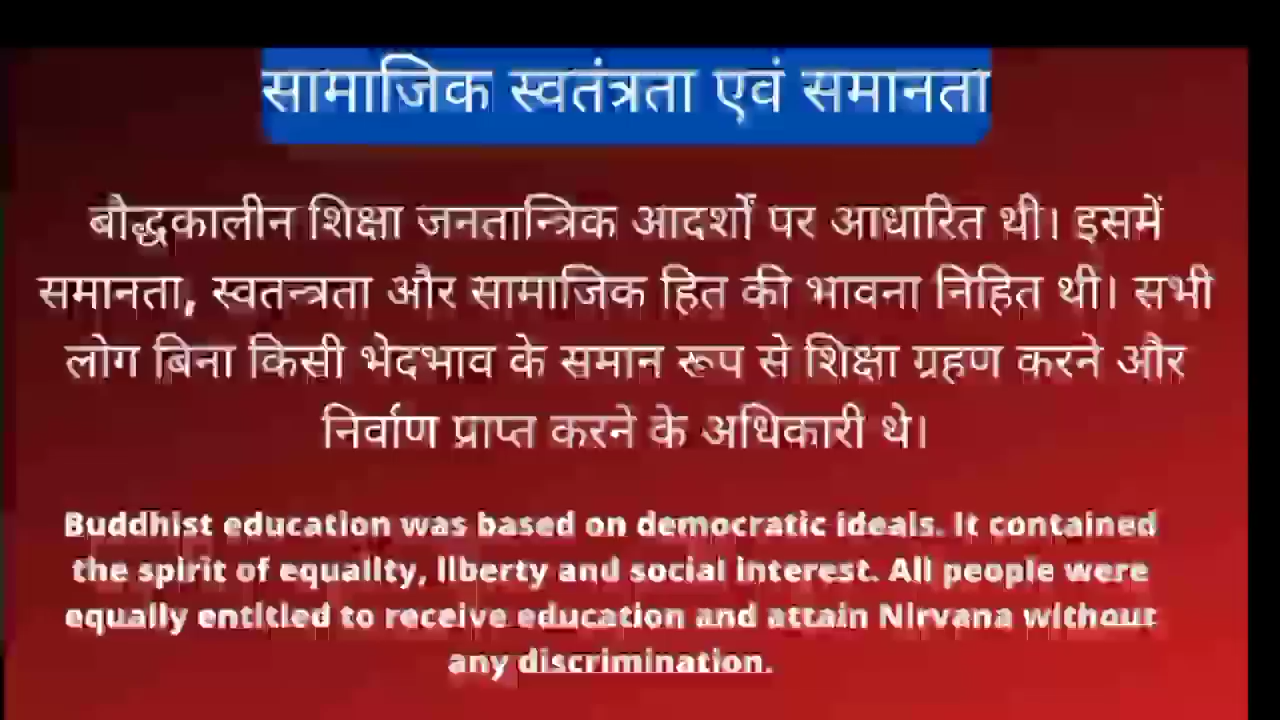 सामाजिक स्वतंत्रता एवं समानता
बौद्धकालीन शिक्षा जनतान्त्रिक आदर्शों पर आधारित थी। इसमें
समानता, स्वतन्त्रता और सामाजिक हित की भावना निहित थी। सभी
लोग बिना किसी भेदभाव के समान रूप से शिक्षा ग्रहण करने और
निर्वाण प्राप्त करने के अधिकारी थे।
Buddhist education was based on democratic ideals. It contained
the spirit of equality, liberty and social interest. All people were
equally entitled to receive education and attain Nirvana without
any discrimination.